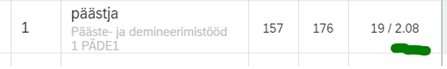 1 päästja 157 176 19 / 2.08
Pääste- ja demineerimistööd
1 PÄDE1